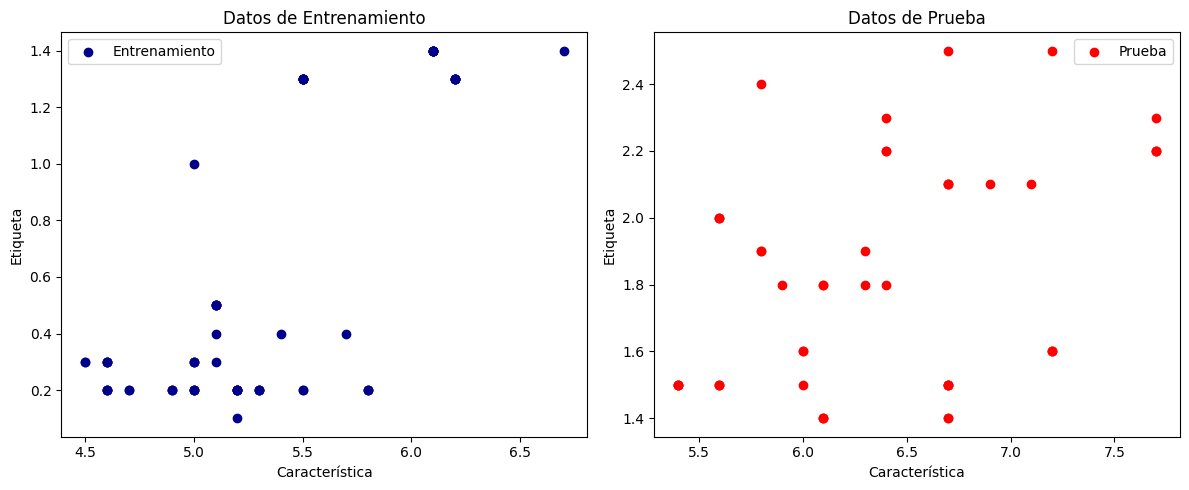 Datos de Entrenamiento
Entrenamiento
Etiqueta
1.4
1.2
1.0
0.8
0.6
0.4
0.2
4.5 5.0 5.5 6.0 6.5
Característica
Datos de Prueba
Prueba
Etiqueta
2.4
2.2
2.0
1.8
1.6
1.4
5.5 6.0 6.5 7.0 7.5
Característica